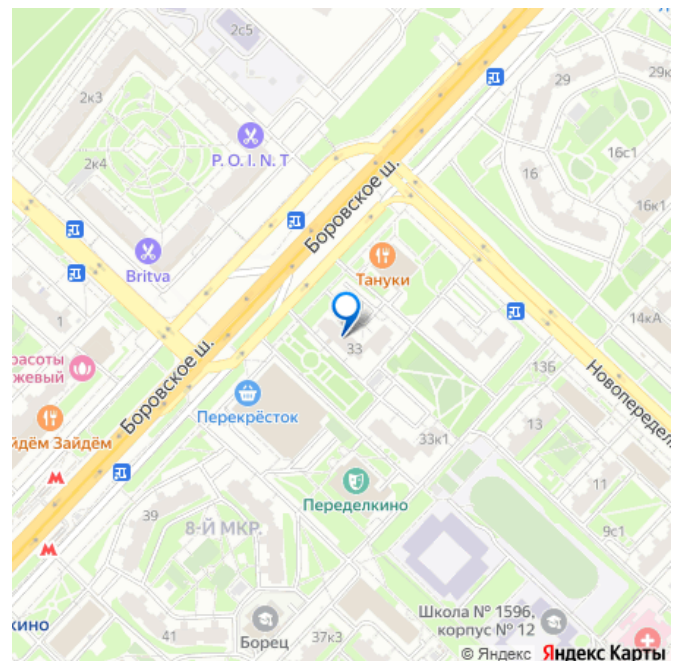 2с5
2к3
29
29к
P. O. I. N. T
16с1
2к4
16
Боровское ш.
16к1
Britva
Тануки
14кА
1
33
расоты
жевый
13Б
Боровское ш.
Новопеределк
Перекрёсток
йдём Зайдём
33к1
13
11
Переделкино
39
8-Й МКР.
9с1
Школа № 1596,
корпус № 12
кино
41
Борец
37к3
© Яндекс Яндекс Карты